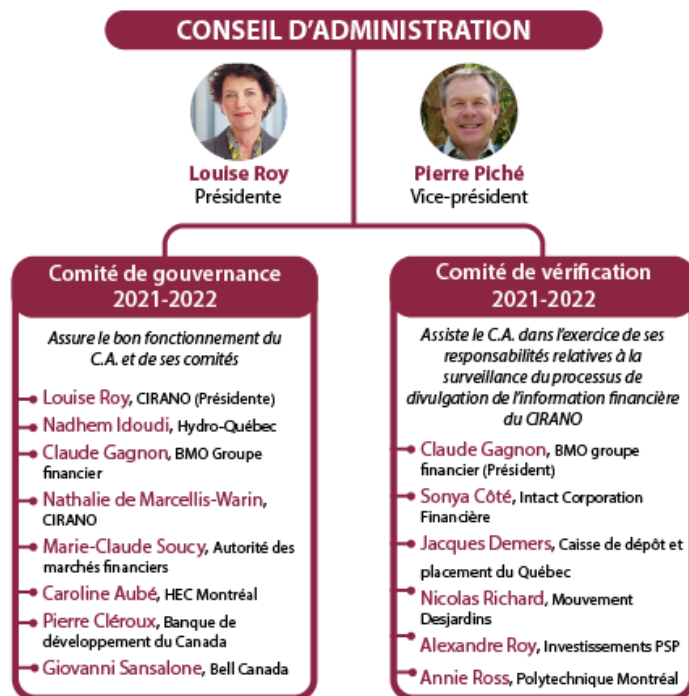 CONSEIL D’ADMINISTRATION
Louise Roy
Présidente
Pierre Piché
Vice-président
Comité de gouvernance
2021-2022
Assure le bon fonctionnement du
C.A. et de ses comités
Louise Roy, CIRANO (Présidente)
Nadhem Idoudi, Hydro-Québec
Claude Gagnon, BMO Groupe
financier
Nathalie de Marcellis-Warin,
CIRANO
Marie-Claude Soucy, Autorité des
marchés financiers
Caroline Aubé, HEC Montréal
Pierre Cléroux, Banque de
développement du Canada
Giovanni Sansalone, Bell Canada
Comité de vérification
2021-2022
Assiste le C.A. dans l’exercice de ses
responsabilités relatives à la
surveillance du processus de
divulgation de l’information financière
du CIRANO
Claude Gagnon, BMO groupe
financier (Président)
Sonya Côté, Intact Corporation
Financière
Jacques Demers, Caisse de dépôt et
placement du Québec
Nicolas Richard, Mouvement
Desjardins
Alexandre Roy, Investissements PSP
Annie Ross, Polytechnique Montréal